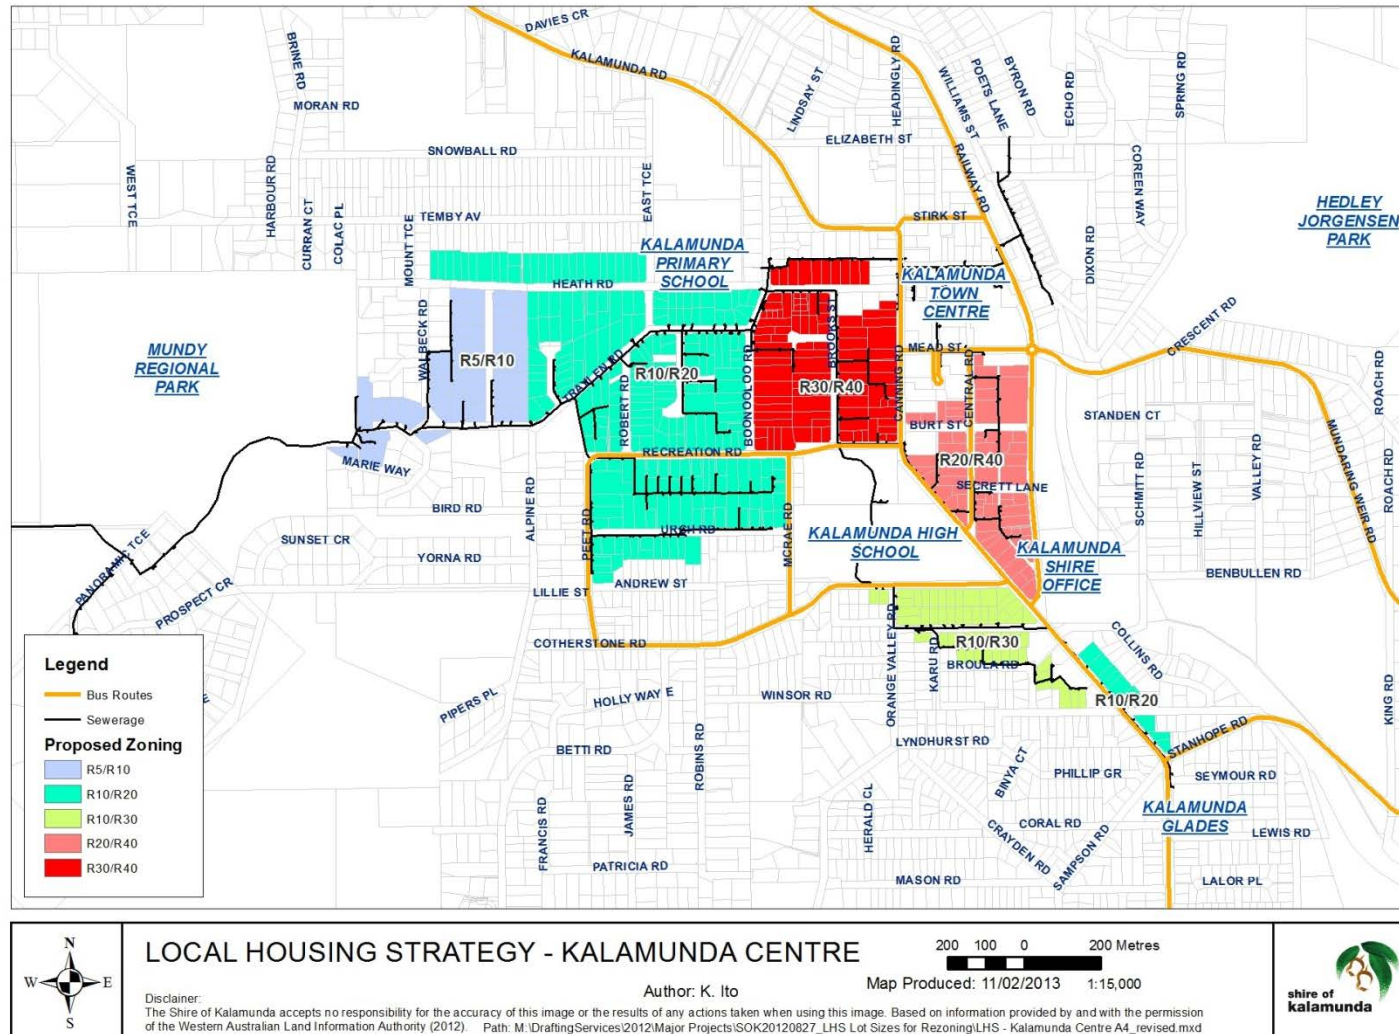 DAVIES CR
KALAMUNDA RD
BRINE RD
MORAN RD
LINDSAY ST
HEADINGLY RD
WILLIAMS ST
POETS LANE
BYRON RD
ECHO RD
SPRING RD
ELIZABETH ST
SNOWBALL RD
RAILWAY RD
COREEN WAY
WEST TCE
HARBOUR RD
CURRAN CT
COLAC PL
MOUNT TCE
TEMBY AV
EAST TCE
STIRK ST
DIXON RD
HEDLEY
JORGENSEN
PARK
KALAMUNDA
PRIMARY
SCHOOL
HEATH RD
KALAMUNDA
TOWN
CENTRE
CRESCENT RD
MUNDY
REGIONAL
PARK
WALBECK RD
R5/R10
TRAYLEN RD
R10/R20
ROBERT RD
BOONOOLOO RD
R30/R40
BROOKS ST
CANNING RD
MEAD ST
CENTRAL RD
BURT ST
STANDEN CT
ROACH RD
MUNDARING WEIR RD
MARIE WAY
RECREATION RD
R20/R40
SECRETT LANE
SCHMITT RD
HILLVIEW ST
VALLEY RD
ROACH RD
BIRD RD
ALPINE RD
SUNSET CR
YORNA RD
PEET RD
URCH RD
MCRAE RD
KALAMUNDA HIGH
SCHOOL
KALAMUNDA
SHIRE
OFFICE
BENBULLEN RD
PANORAMIC TCE
PROSPECT CR
LILLIE ST
ANDREW ST
COTHERSTONE RD
ORANGE VALLEY RD
KARU RD
R10/R30
BROULA RD
COLLINS RD
R10/R20
KING RD
PIPERS PL
HOLLY WAY E
WINSOR RD
STANHOPE RD
BETTI RD
ROBINS RD
LYNDHURST RD
BINYA CT
PHILLIP GR
SEYMOUR RD
FRANCIS RD
JAMES RD
HERALD CL
KALAMUNDA
GLADES
CORAL RD
CRAYDEN RD
SAMPSON RD
LEWIS RD
PATRICIA RD
MASON RD
LALOR PL
Legend
Bus Routes
Sewerage
Proposed Zoning
R5/R10
R10/R20
R10/R30
R20/R40
R30/R40
N
W
E
S
LOCAL HOUSING STRATEGY - KALAMUNDA CENTRE
200 100 0 200 Metres
Author: K. Ito
Map Produced: 11/02/2013 1:15,000
Disclaimer:
The Shire of Kalamunda accepts no responsibility for the accuracy of this image or the results of any actions taken when using this image. Based on information provided by and with the permission
of the Western Australian Land Information Authority (2012). Path: M:\DraftingServices\2012\Major Projects\SOK20120827_LHS Lot Sizes for Rezoning\LHS - Kalamunda Centre A4_revised.mxd
shire of
kalamunda